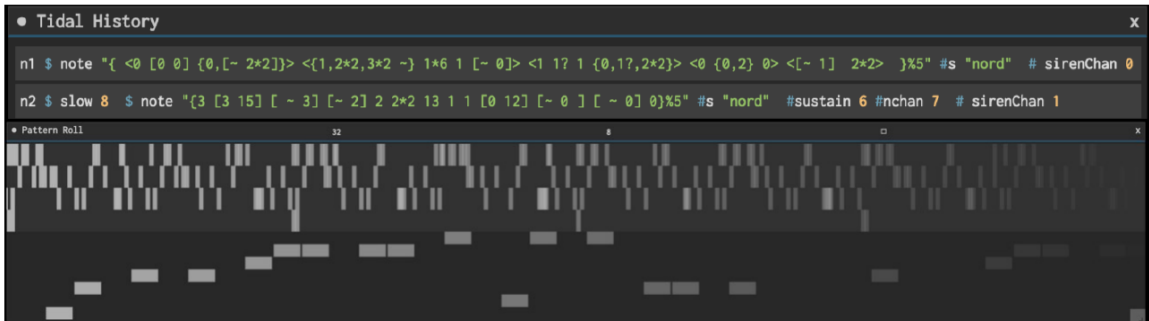 ● Tidal History x
n1 $ note "{ <0 [0 0] {0,[~ 2*2]}> <{1,2*2,3*2 ~} 1*6 1 [~ 0]> <1 1? 1 {0,1?,2*2}> <0 {0,2} 0> <[~ 1]  2*2>  }%5" #s "nord"  # sirenChan 0
n2 $ slow 8  $ note "{3 [3 15] [ ~ 3] [~ 2] 2 2*2 13 1 1 [0 12] [~ 0 ] [ ~ 0] 0}%5" #s "nord"  #sustain 6 #nchan 7  # sirenChan 1
● Pattern Roll 32 8 x